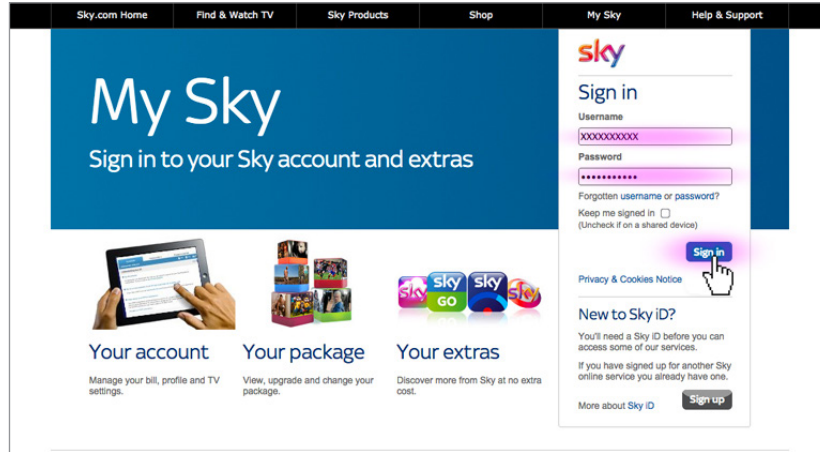 Sky.com Home Find & Watch TV Sky Products Shop My Sky Help & Support
My Sky
Sign in to your Sky account and extras
sky
Sign in
Username
XXXXXXXXXX
Password
•••••••••••
Forgotten username or password?
Keep me signed in
(Uncheck if on a shared device)
Sign in
Privacy & Cookies Notice
New to Sky iD?
You'll need a Sky iD before you can
access some of our services.
If you have signed up for another Sky
online service you already have one.
More about Sky iD
Sign up
sky
sky
GO
sky
sky
Your account
Manage your bill, profile and TV
settings.
Your package
View, upgrade and change your
package.
Your extras
Discover more from Sky at no extra
cost.